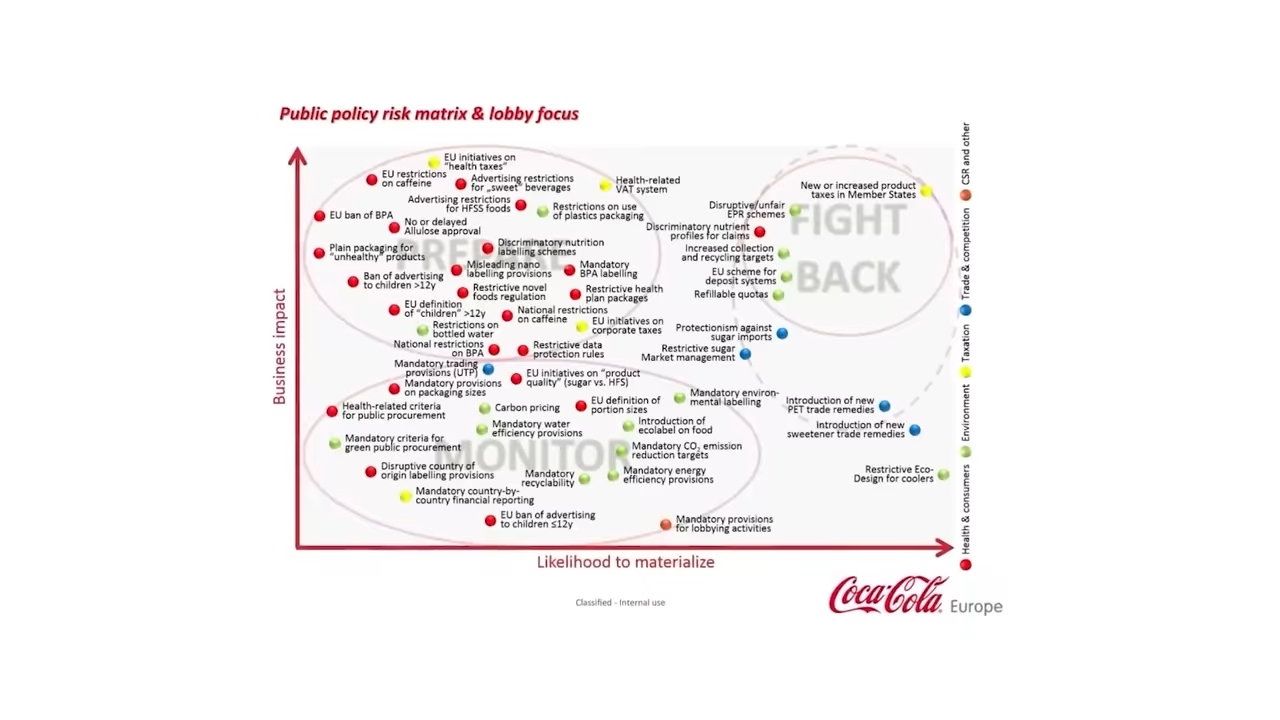 Public policy risk matrix & lobby focus
EU initiatives on
"health taxes"
EU restrictions
on caffeine
Advertising restrictions
for „sweet" beverages
Health-related
VAT system
New or increased product
taxes in Member States
Advertising restrictions
for HFSS foods
Restrictions on use
of plastics packaging
Disruptive/unfair
EPR schemes
EU ban of BPA
No or delayed
Allulose approval
Discriminatory nutrient
profiles for claims
FIGHT
BACK
Plain packaging for
"unhealthy" products
Discriminatory nutrition
labelling schemes
Increased collection
and recycling targets
PREPARE
Misleading nano
labelling provisions
Mandatory
BPA labelling
EU scheme for
deposit systems
Ban of advertising
to children >12y
Restrictive novel
foods regulation
Restrictive health
plan packages
Refillable quotas
EU definition
of "children" >12y
National restrictions
on caffeine
EU initiatives on
corporate taxes
Restrictions on
bottled water
Protectionism against
sugar imports
National restrictions
on BPA
Restrictive data
protection rules
Restrictive sugar
Market management
Mandatory trading
provisions (UTP)
EU initiatives on "product
quality" (sugar vs. HFS)
Mandatory provisions
on packaging sizes
Mandatory environ-
mental labelling
Health-related criteria
for public procurement
Carbon pricing
EU definition of
portion sizes
Introduction of new
PET trade remedies
Mandatory water
efficiency provisions
Introduction of
ecolabel on food
Introduction of new
sweetener trade remedies
Mandatory criteria for
green public procurement
MONITOR
Mandatory CO₂ emission
reduction targets
Disruptive country of
origin labelling provisions
Mandatory
recyclability
Mandatory energy
efficiency provisions
Restrictive Eco-
Design for coolers
Mandatory country-by-
country financial reporting
EU ban of advertising
to children ≤12y
Mandatory provisions
for lobbying activities
Business impact
Likelihood to materialize
Health & consumers
Environment
Taxation
Trade & competition
CSR and other
Classified - Internal use
Coca-Cola Europe